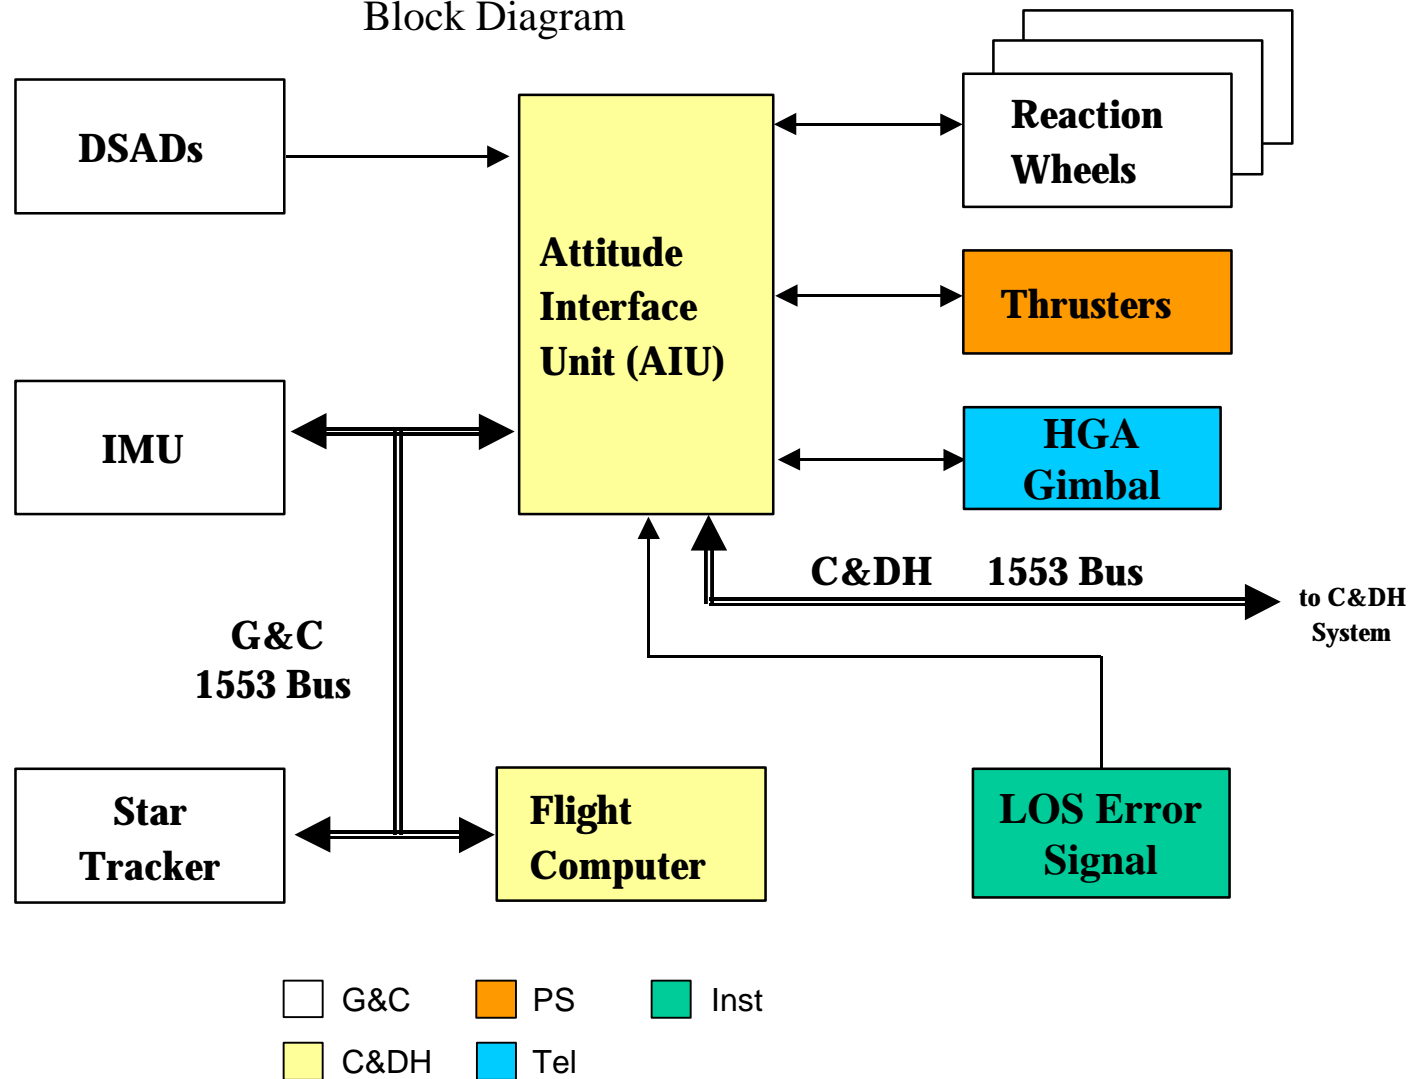 Block Diagram
DSADs
Attitude
Interface
Unit (AIU)
Reaction
Wheels
Thrusters
IMU
HGA
Gimbal
C&DH 1553 Bus
to C&DH
System
G&C
1553 Bus
Star
Tracker
Flight
Computer
LOS Error
Signal
G&C
PS
Inst
C&DH
Tel